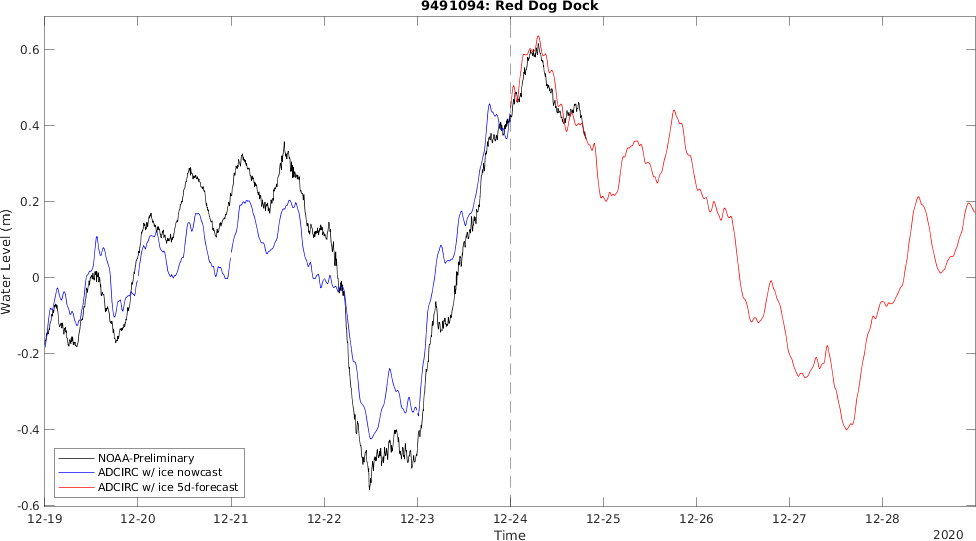 9491094: Red Dog Dock
Water Level (m)
0.6
0.4
0.2
0
-0.2
-0.4
-0.6
NOAA-Preliminary
ADCIRC w/ ice nowcast
ADCIRC w/ ice 5d-forecast
12-19 12-20 12-21 12-22 12-23 12-24 12-25 12-26 12-27 12-28
Time
2020